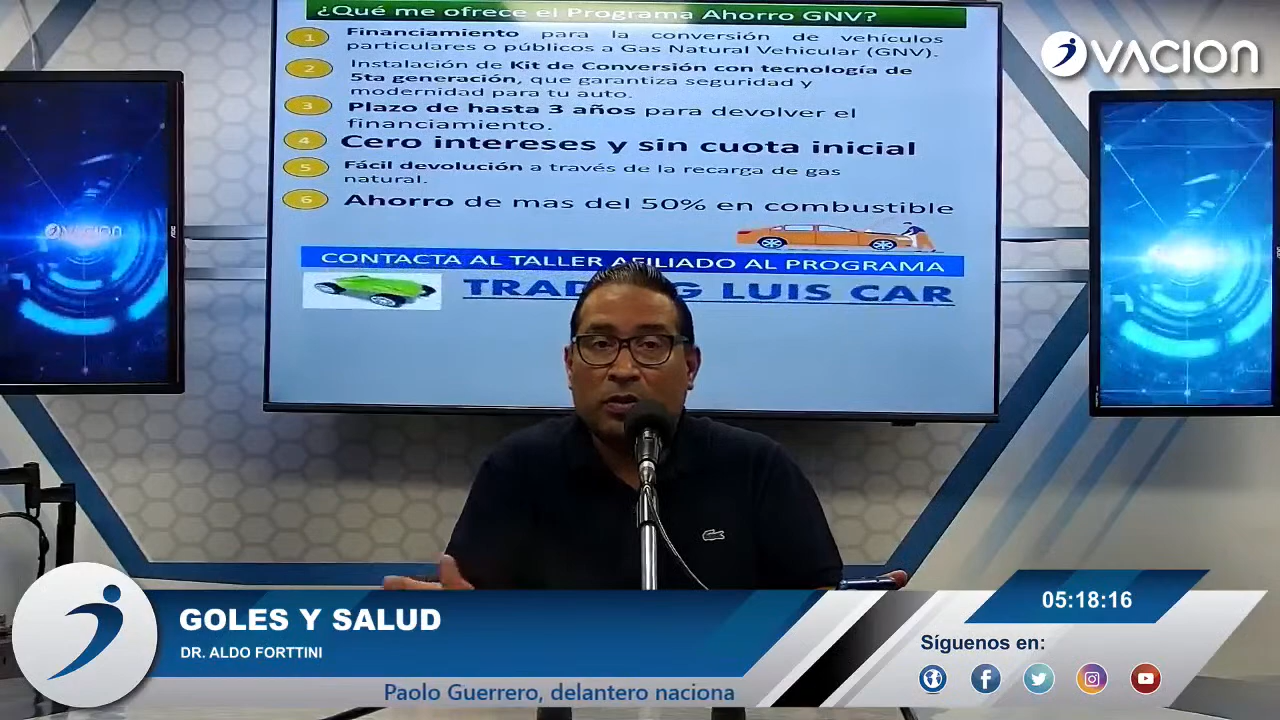 ¿Qué me ofrece el Programa Ahorro GNV?
1 Financiamiento para la conversión de vehículos
particulares o públicos a Gas Natural Vehicular (GNV).
2 Instalación de Kit de Conversión con tecnología de
5ta generación, que garantiza seguridad y
modernidad para tu auto.
3 Plazo de hasta 3 años para devolver el
financiamiento.
4 Cero intereses y sin cuota inicial
5 Fácil devolución a través de la recarga de gas
natural.
6 Ahorro de mas del 50% en combustible
CONTACTA AL TALLER AFILIADO AL PROGRAMA
LUIS CAR
VACION
VACION
GOLES Y SALUD
DR. ALDO FORTTINI
Paolo Guerrero, delantero naciona
05:18:16
Síguenos en: